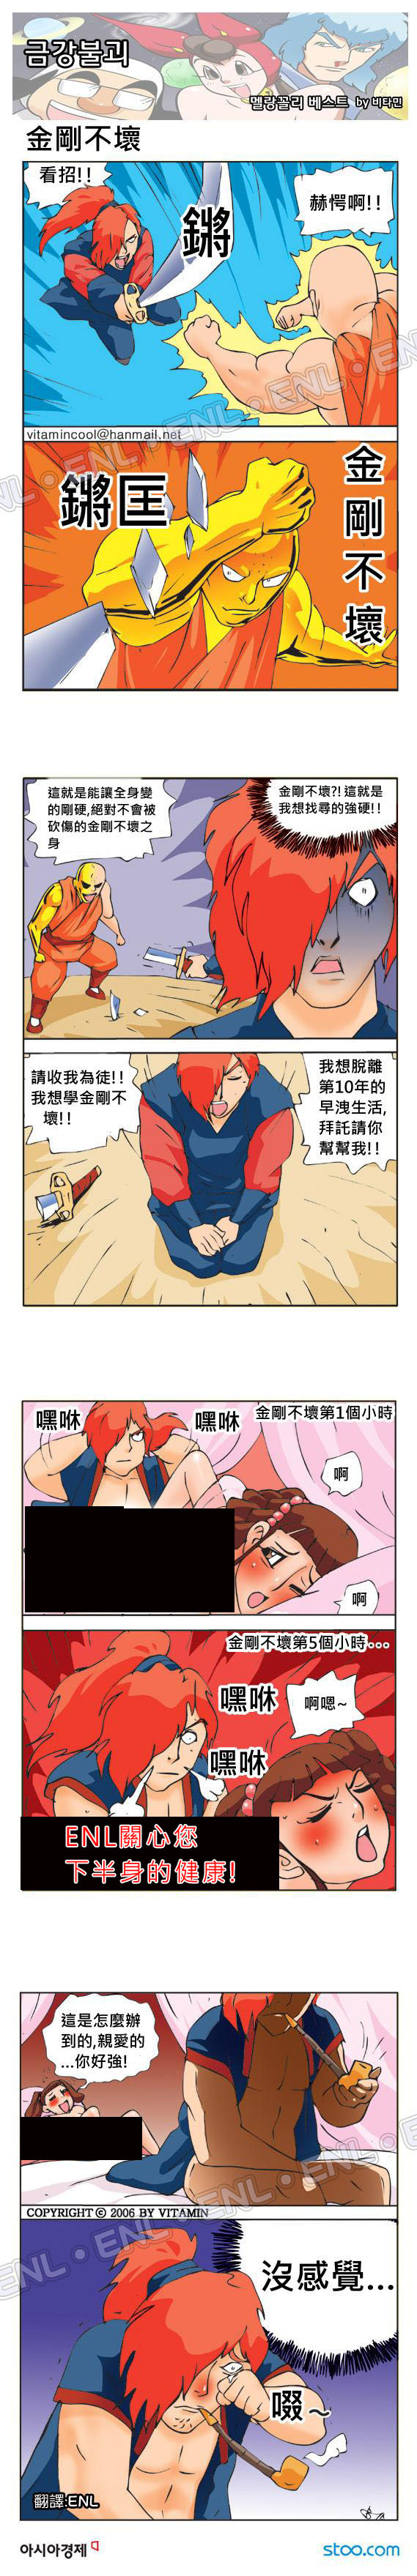 금강불괴
멜랑꼴리 베스트 by 비타민
金剛不壞
看招!!
鏘
赫愕啊!!
vitamincool@hanmail.net
鏘匡
金剛不壞
這就是能讓全身變
的剛硬,絕對不會被
砍傷的金剛不壞之
身
金剛不壞?!這就是
我想找尋的強硬!!
請收我為徒!!
我想學金剛不
壞!!
我想脫離
第10年的
早洩生活,
拜託請你
幫幫我!!
金剛不壞第1個小時
嘿咻
嘿咻
啊
啊
金剛不壞第5個小時...
嘿咻
啊嗯~
嘿咻
ENL關心您
下半身的健康!
這是怎麼辦
到的,親愛的
...你好強!
COPYRIGHT © 2006 BY VITAMIN
沒感覺...
啜~
翻譯:ENL
아시아경제
stoo.com
ENL • ENL • ENL • ENL
ENL • ENL • ENL • ENL